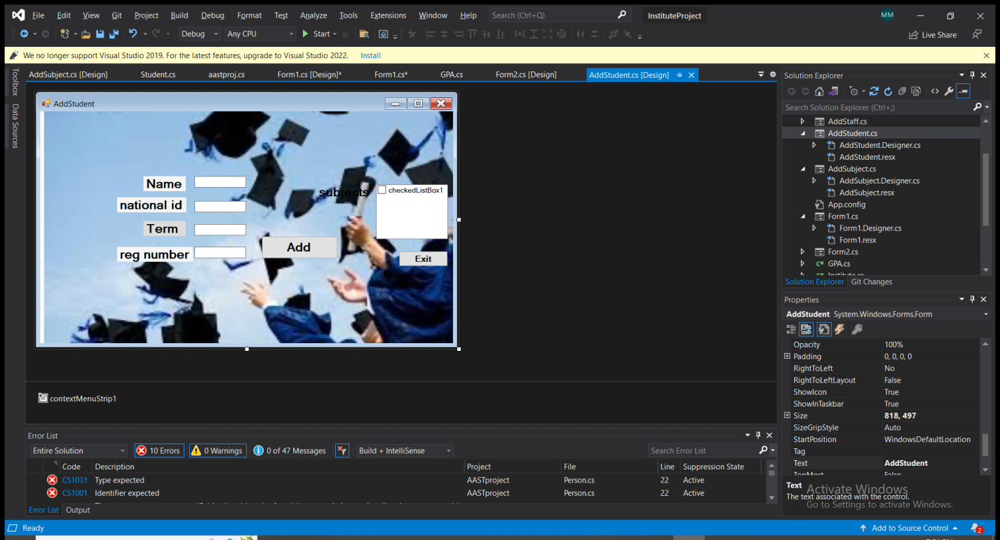 File Edit View Git Project Build Debug Format Test Analyze Tools Extensions Window Help Search (Ctrl+Q) InstituteProject MM
Debug Any CPU Start Live Share
We no longer support Visual Studio 2019. For the latest features, upgrade to Visual Studio 2022. Install
Toolbox
Data Sources
AddSubject.cs [Design] Student.cs aastproj.cs Form1.cs [Design]* Form1.cs* GPA.cs Form2.cs [Design] AddStudent.cs [Design]
AddStudent
Name
national id
Term
reg number
subjects
checkedListBox1
Add
Exit
contextMenuStrip1
Error List
Entire Solution 10 Errors 0 Warnings 0 of 47 Messages Build + IntelliSense Search Error List
Code Description Project File Line Suppression State
CS1031 Type expected AASTproject Person.cs 22 Active
CS1001 Identifier expected AASTproject Person.cs 22 Active
Error List Output
Solution Explorer
Search Solution Explorer (Ctrl+;)
AddStaff.cs
AddStudent.cs
AddStudent.Designer.cs
AddStudent.resx
AddSubject.cs
AddSubject.Designer.cs
AddSubject.resx
App.config
Form1.cs
Form1.Designer.cs
Form1.resx
Form2.cs
C# GPA.cs
Solution Explorer Git Changes
Properties
AddStudent System.Windows.Forms.Form
Opacity 100%
Padding 0, 0, 0, 0
RightToLeft No
RightToLeftLayout False
ShowIcon True
ShowInTaskbar True
Size 818, 497
SizeGripStyle Auto
StartPosition WindowsDefaultLocation
Tag
Text AddStudent
TopMost False
Text
The text associated with the control.
Activate Windows
Go to Settings to activate Windows.
Ready Add to Source Control 2